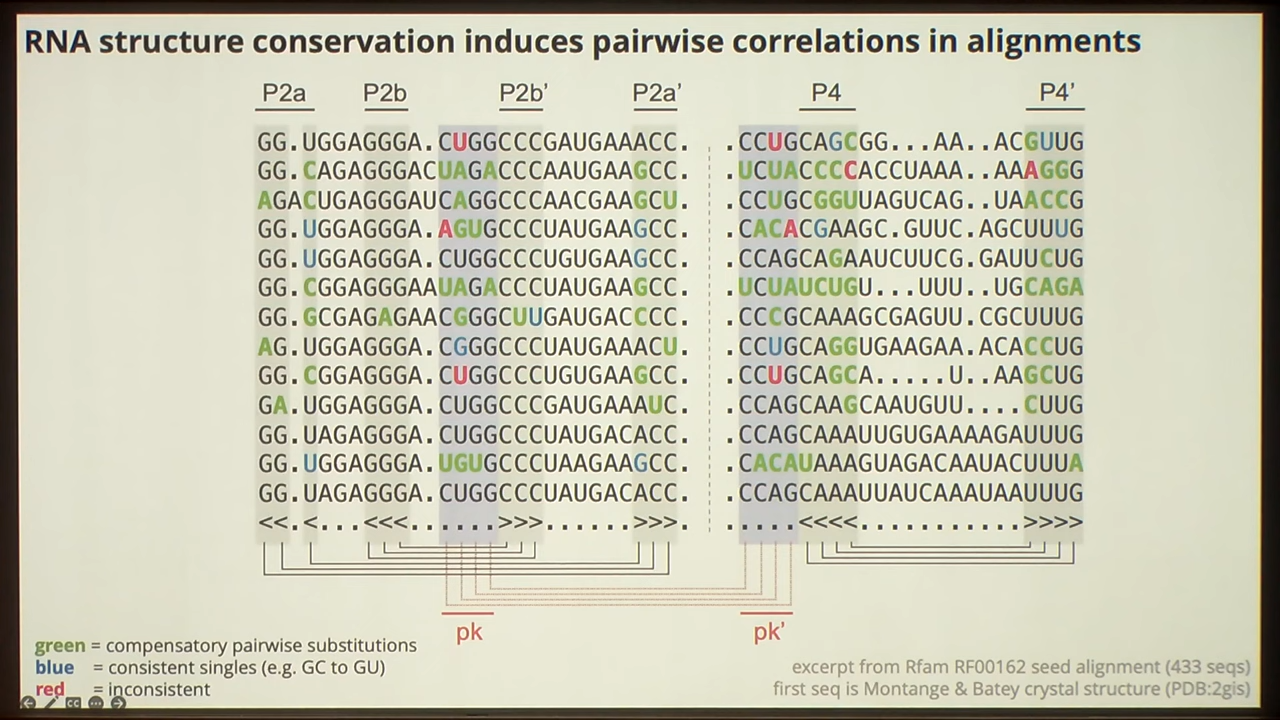 RNA structure conservation induces pairwise correlations in alignments
P2a P2b P2b’ P2a’ P4 P4’
GG.UGGAGGGA.CUGGCCCGAUGAAACC. .CCUGCAGCGG...AA..ACGUUG
GG.CAGAGGGACUAGACCCAAUGAAGCC. UCUACCCCACCUAAA..AAAGGG
AGACUGAGGGAUCAGGCCCAACGAAGCU. .CCUGCGGUUAGUCAG..UAACCG
GG.UGGAGGGA.AGUGCCCUAUGAAGCC. .CACACGAAGC.GUUC.AGCUUUG
GG.UGGAGGGA.CUGGCCCUGUGAAGCC. .CCAGCAGAAUCUUCG.GAUUCUG
GG.CGGAGGGAAUAGACCCUAUGAAGCC. UCUAUCUGU...UUU..UGCAGA
GG.GCGAGAGAACGGGCUUGAUGACCCC. .CCCGCAAAGCGAGUU.CGCUUUG
AG.UGGAGGGA.CGGGCCCUAUGAAACU. .CCUGCAGGUGAAGAA.ACACCUG
GG.CGGAGGGA.CUGGCCCUGUGAAGCC. .CCUGCAGCA.....U..AAGCUG
GA.UGGAGGGA.CUGGCCCGAUGAAAUC. .CCAGCAAGCAAUGUU....CUUG
GG.UAGAGGGA.CUGGCCCUAUGACACC. .CCAGCAAAUUGUGAAAAGAUUUG
GG.UGGAGGGA.UGUGCCCUAAGAAGCC. .CACAUAAAGUAGACAAUACUUUA
GG.UAGAGGGA.CUGGCCCUAUGACACC. .CCAGCAAAUUAUCAAAUAAUUUG
<<.<...<<<......>>>......>>>. .....<<<<...........>>>>
pk pk’
green = compensatory pairwise substitutions
blue = consistent singles (e.g. GC to GU)
red = inconsistent
excerpt from Rfam RF00162 seed alignment (433 seqs)
first seq is Montange & Batey crystal structure (PDB:2gis)